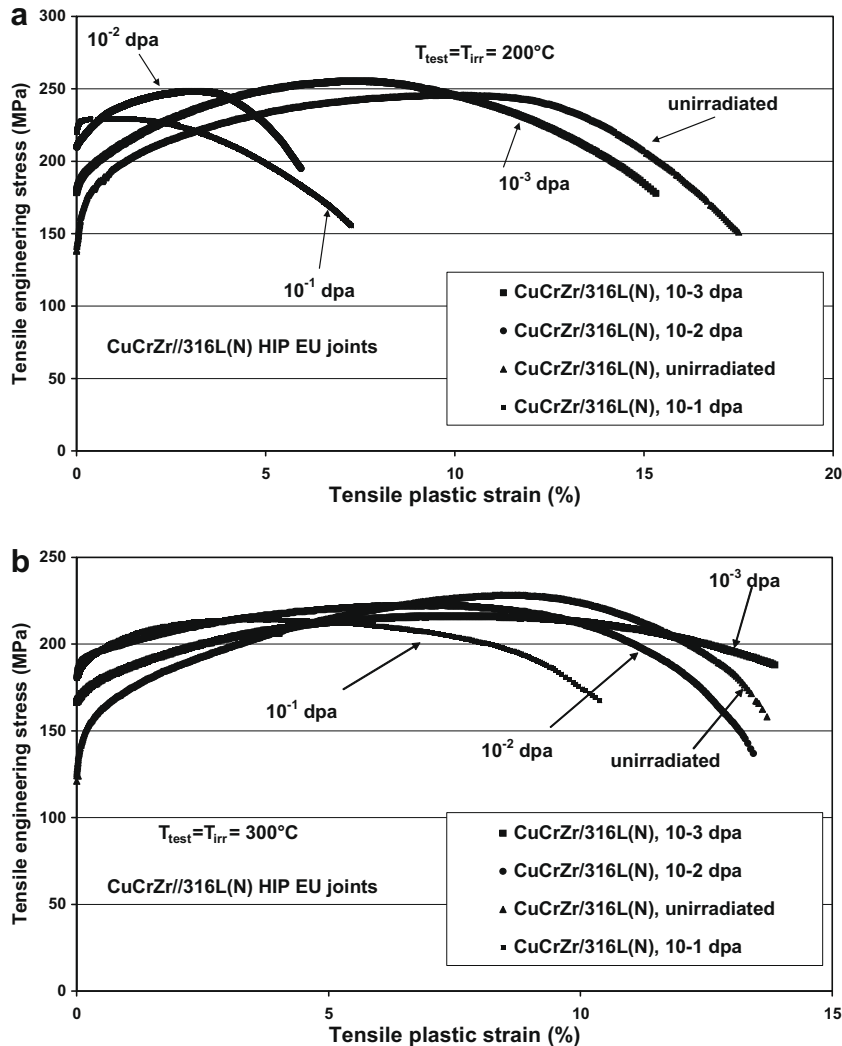 a
300
250
200
150
100
50
0
Tensile engineering stress (MPa)
10⁻² dpa
T_test=T_irr= 200°C
unirradiated
10⁻³ dpa
10⁻¹ dpa
CuCrZr//316L(N) HIP EU joints
CuCrZr/316L(N), 10-3 dpa
CuCrZr/316L(N), 10-2 dpa
CuCrZr/316L(N), unirradiated
CuCrZr/316L(N), 10-1 dpa
0 5 10 15 20
Tensile plastic strain (%)
b
250
200
150
100
50
0
Tensile engineering stress (MPa)
10⁻³ dpa
10⁻¹ dpa
10⁻² dpa
unirradiated
T_test=T_irr= 300°C
CuCrZr//316L(N) HIP EU joints
CuCrZr/316L(N), 10-3 dpa
CuCrZr/316L(N), 10-2 dpa
CuCrZr/316L(N), unirradiated
CuCrZr/316L(N), 10-1 dpa
0 5 10 15
Tensile plastic strain (%)